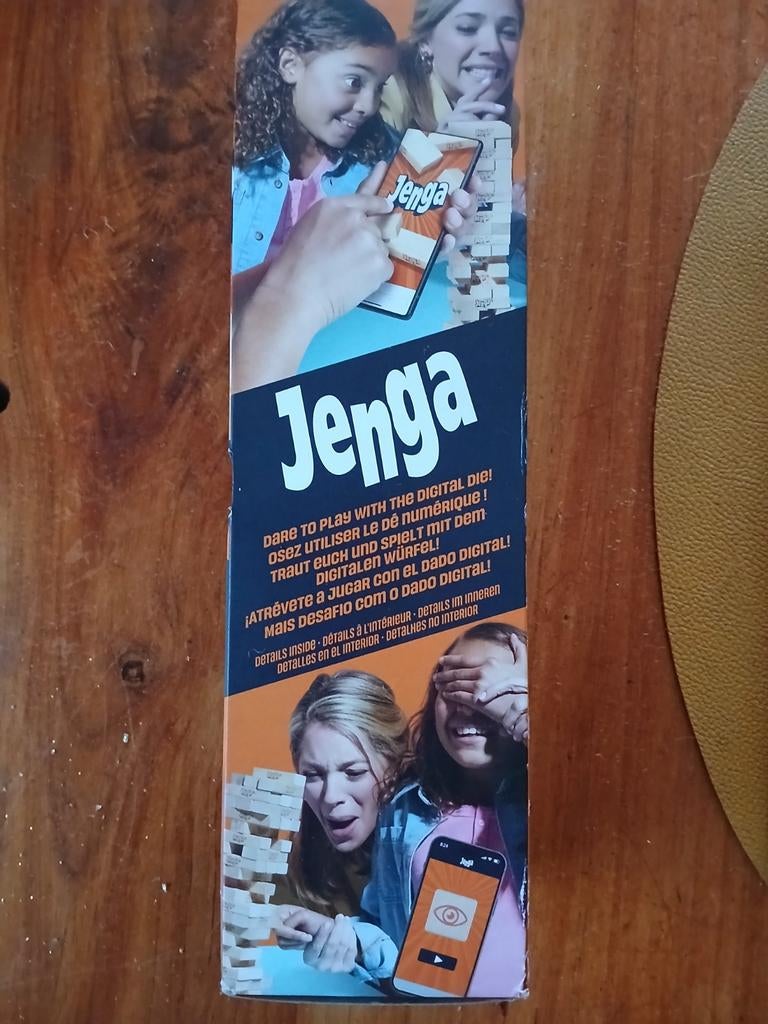 Jenga
Jenga
Dare to play with the digital die!
Osez utiliser le dé numérique !
Traut euch und spielt mit dem
digitalen Würfel!
¡Atrévete a jugar con el dado digital!
Mais desafio com o dado digital!
Details inside · Détails à l'intérieur · Details im Inneren
Detalles en el interior · Detalhes no interior
8:24
Jenga